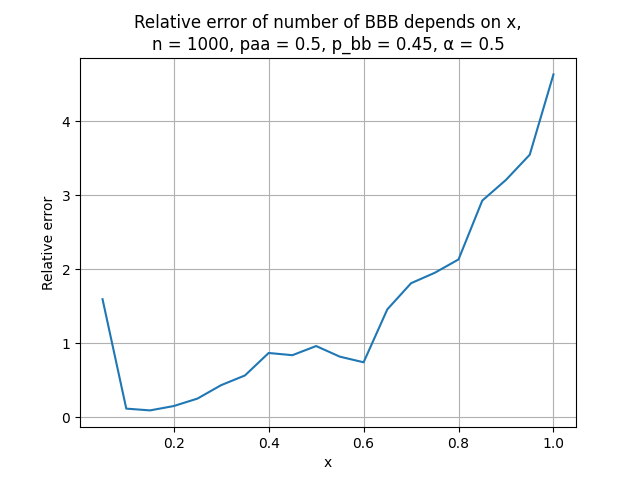 Relative error of number of BBB depends on x,
n = 1000, paa = 0.5, p_bb = 0.45, α = 0.5
Relative error
4
3
2
1
0
0.2 0.4 0.6 0.8 1.0
x